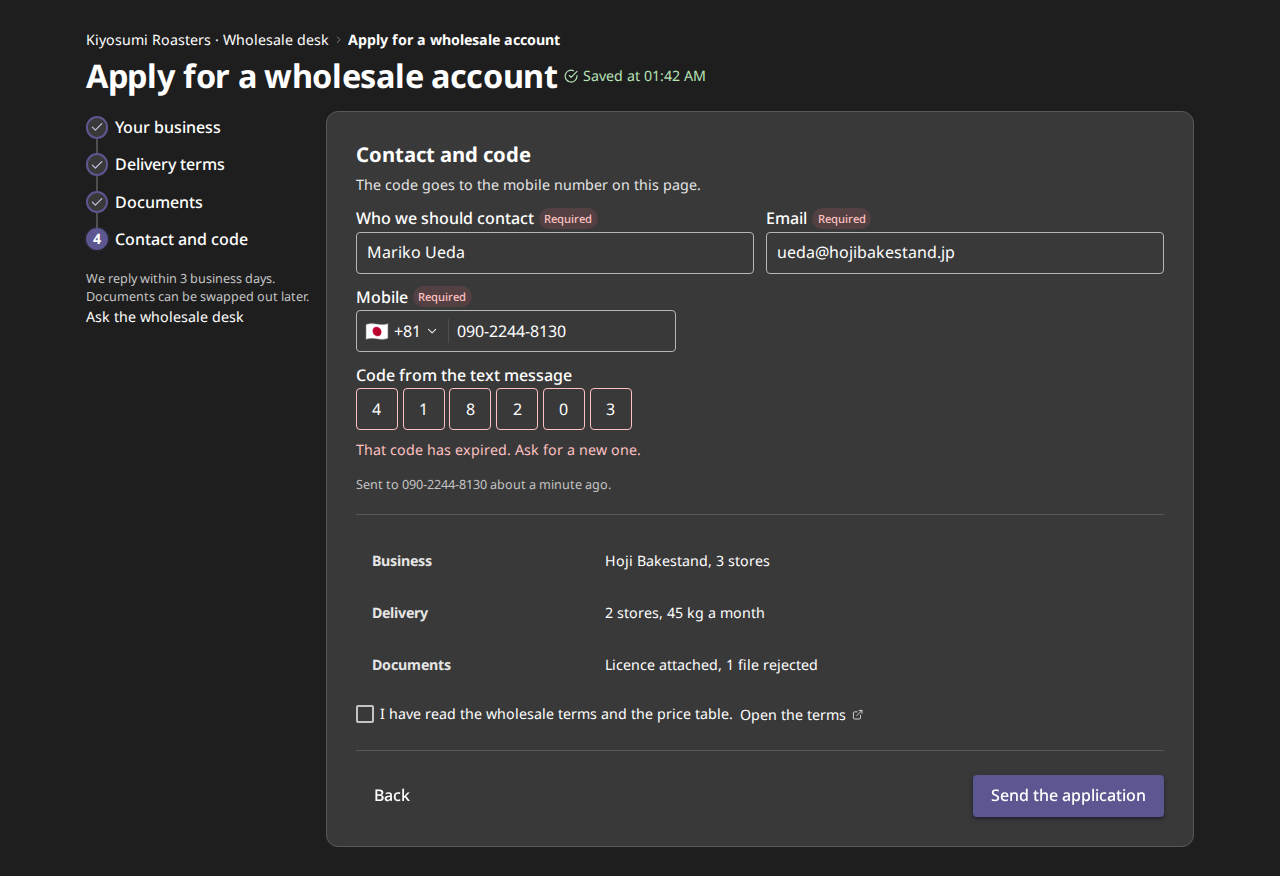 Kiyosumi Roasters · Wholesale desk › Apply for a wholesale account
Apply for a wholesale account Saved at 01:42 AM
Your business
Delivery terms
Documents
4 Contact and code
We reply within 3 business days.
Documents can be swapped out later.
Ask the wholesale desk
Contact and code
The code goes to the mobile number on this page.
Who we should contact Required
Mariko Ueda
Email Required
ueda@hojibakestand.jp
Mobile Required
+81 090-2244-8130
Code from the text message
4 1 8 2 0 3
That code has expired. Ask for a new one.
Sent to 090-2244-8130 about a minute ago.
Business Hoji Bakestand, 3 stores
Delivery 2 stores, 45 kg a month
Documents Licence attached, 1 file rejected
I have read the wholesale terms and the price table. Open the terms
Back Send the application